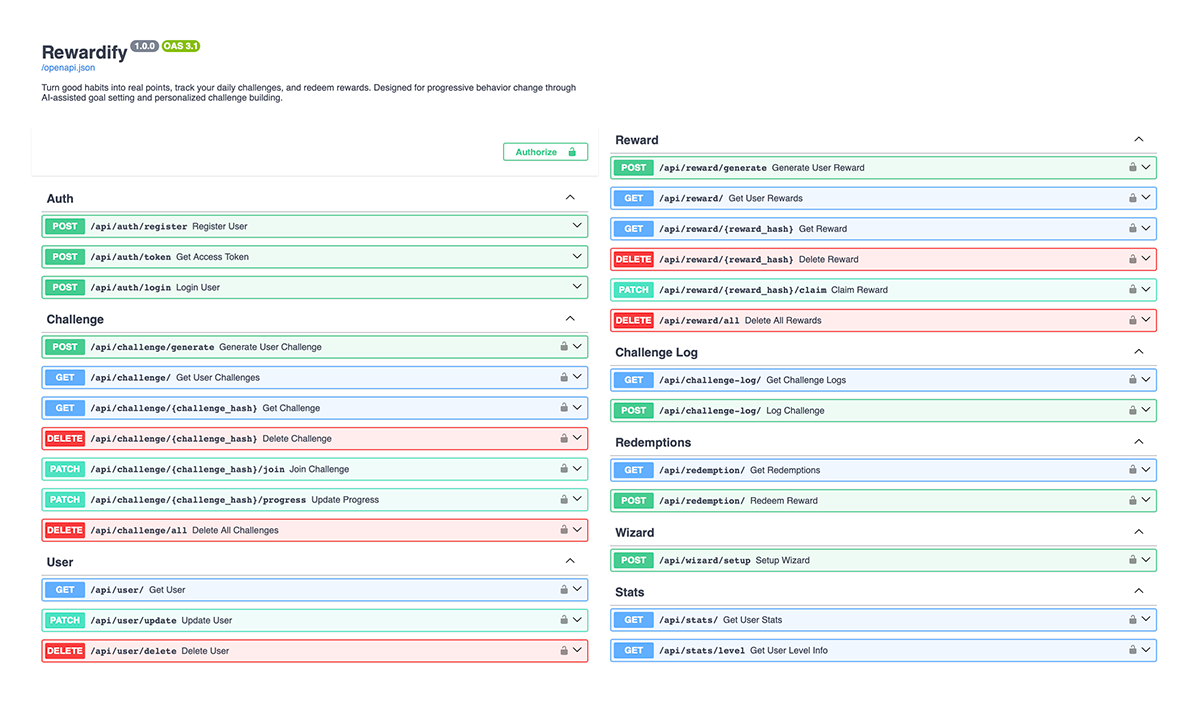 Rewardify 1.0.0 OAS 3.1
/openapi.json
Turn good habits into real points, track your daily challenges, and redeem rewards. Designed for progressive behavior change through
AI-assisted goal setting and personalized challenge building.
Authorize
Auth
POST /api/auth/register Register User
POST /api/auth/token Get Access Token
POST /api/auth/login Login User
Challenge
POST /api/challenge/generate Generate User Challenge
GET /api/challenge/ Get User Challenges
GET /api/challenge/{challenge_hash} Get Challenge
DELETE /api/challenge/{challenge_hash} Delete Challenge
PATCH /api/challenge/{challenge_hash}/join Join Challenge
PATCH /api/challenge/{challenge_hash}/progress Update Progress
DELETE /api/challenge/all Delete All Challenges
User
GET /api/user/ Get User
PATCH /api/user/update Update User
DELETE /api/user/delete Delete User
Reward
POST /api/reward/generate Generate User Reward
GET /api/reward/ Get User Rewards
GET /api/reward/{reward_hash} Get Reward
DELETE /api/reward/{reward_hash} Delete Reward
PATCH /api/reward/{reward_hash}/claim Claim Reward
DELETE /api/reward/all Delete All Rewards
Challenge Log
GET /api/challenge-log/ Get Challenge Logs
POST /api/challenge-log/ Log Challenge
Redemptions
GET /api/redemption/ Get Redemptions
POST /api/redemption/ Redeem Reward
Wizard
POST /api/wizard/setup Setup Wizard
Stats
GET /api/stats/ Get User Stats
GET /api/stats/level Get User Level Info